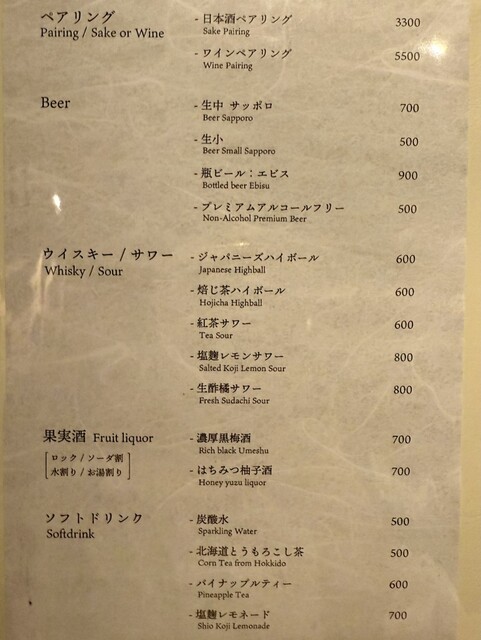 ペアリング
Pairing / Sake or Wine
- 日本酒ペアリング 3300
Sake Pairing
- ワインペアリング 5500
Wine Pairing
Beer
- 生中 サッポロ 700
Beer Sapporo
- 生小 500
Beer Small Sapporo
- 瓶ビール：エビス 900
Bottled beer Ebisu
- プレミアムアルコールフリー 500
Non-Alcohol Premium Beer
ウイスキー / サワー
Whisky / Sour
- ジャパニーズハイボール 600
Japanese Highball
- 焙じ茶ハイボール 600
Hojicha Highball
- 紅茶サワー 600
Tea Sour
- 塩麹レモンサワー 800
Salted Koji Lemon Sour
- 生酢橘サワー 800
Fresh Sudachi Sour
果実酒 Fruit liquor
ロック / ソーダ割
水割り / お湯割り
- 濃厚黒梅酒 700
Rich black Umeshu
- はちみつ柚子酒 700
Honey yuzu liquor
ソフトドリンク
Softdrink
- 炭酸水 500
Sparkling Water
- 北海道とうもろこし茶 500
Corn Tea from Hokkido
- パイナップルティー 600
Pineapple Tea
- 塩麹レモネード 700
Shio Koji Lemonade